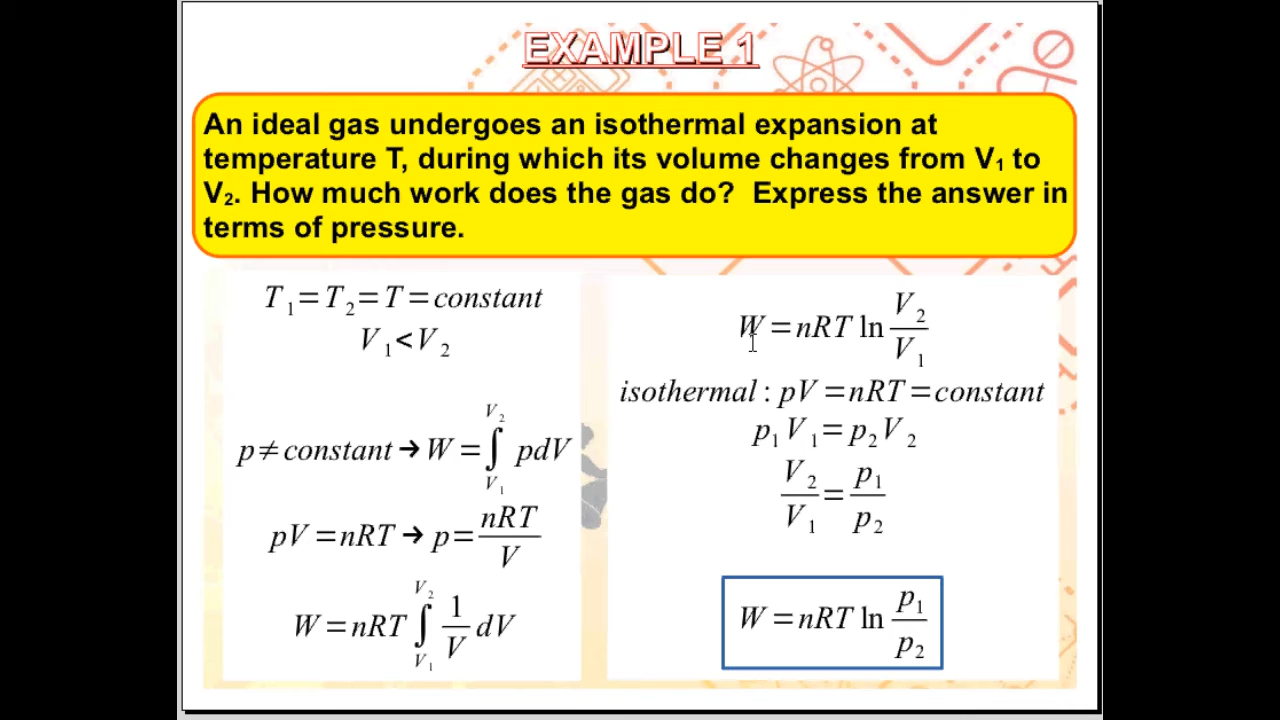 EXAMPLE 1
An ideal gas undergoes an isothermal expansion at
temperature T, during which its volume changes from V₁ to
V₂. How much work does the gas do?  Express the answer in
terms of pressure.
T₁=T₂=T=constant
V₁<V₂
p≠constant→W=∫_{V₁}^{V₂} pdV
pV=nRT→p=nRT/V
W=nRT ∫_{V₁}^{V₂} 1/V dV
W=nRT ln V₂/V₁
isothermal: pV=nRT=constant
p₁V₁=p₂V₂
V₂/V₁=p₁/p₂
W=nRT ln p₁/p₂